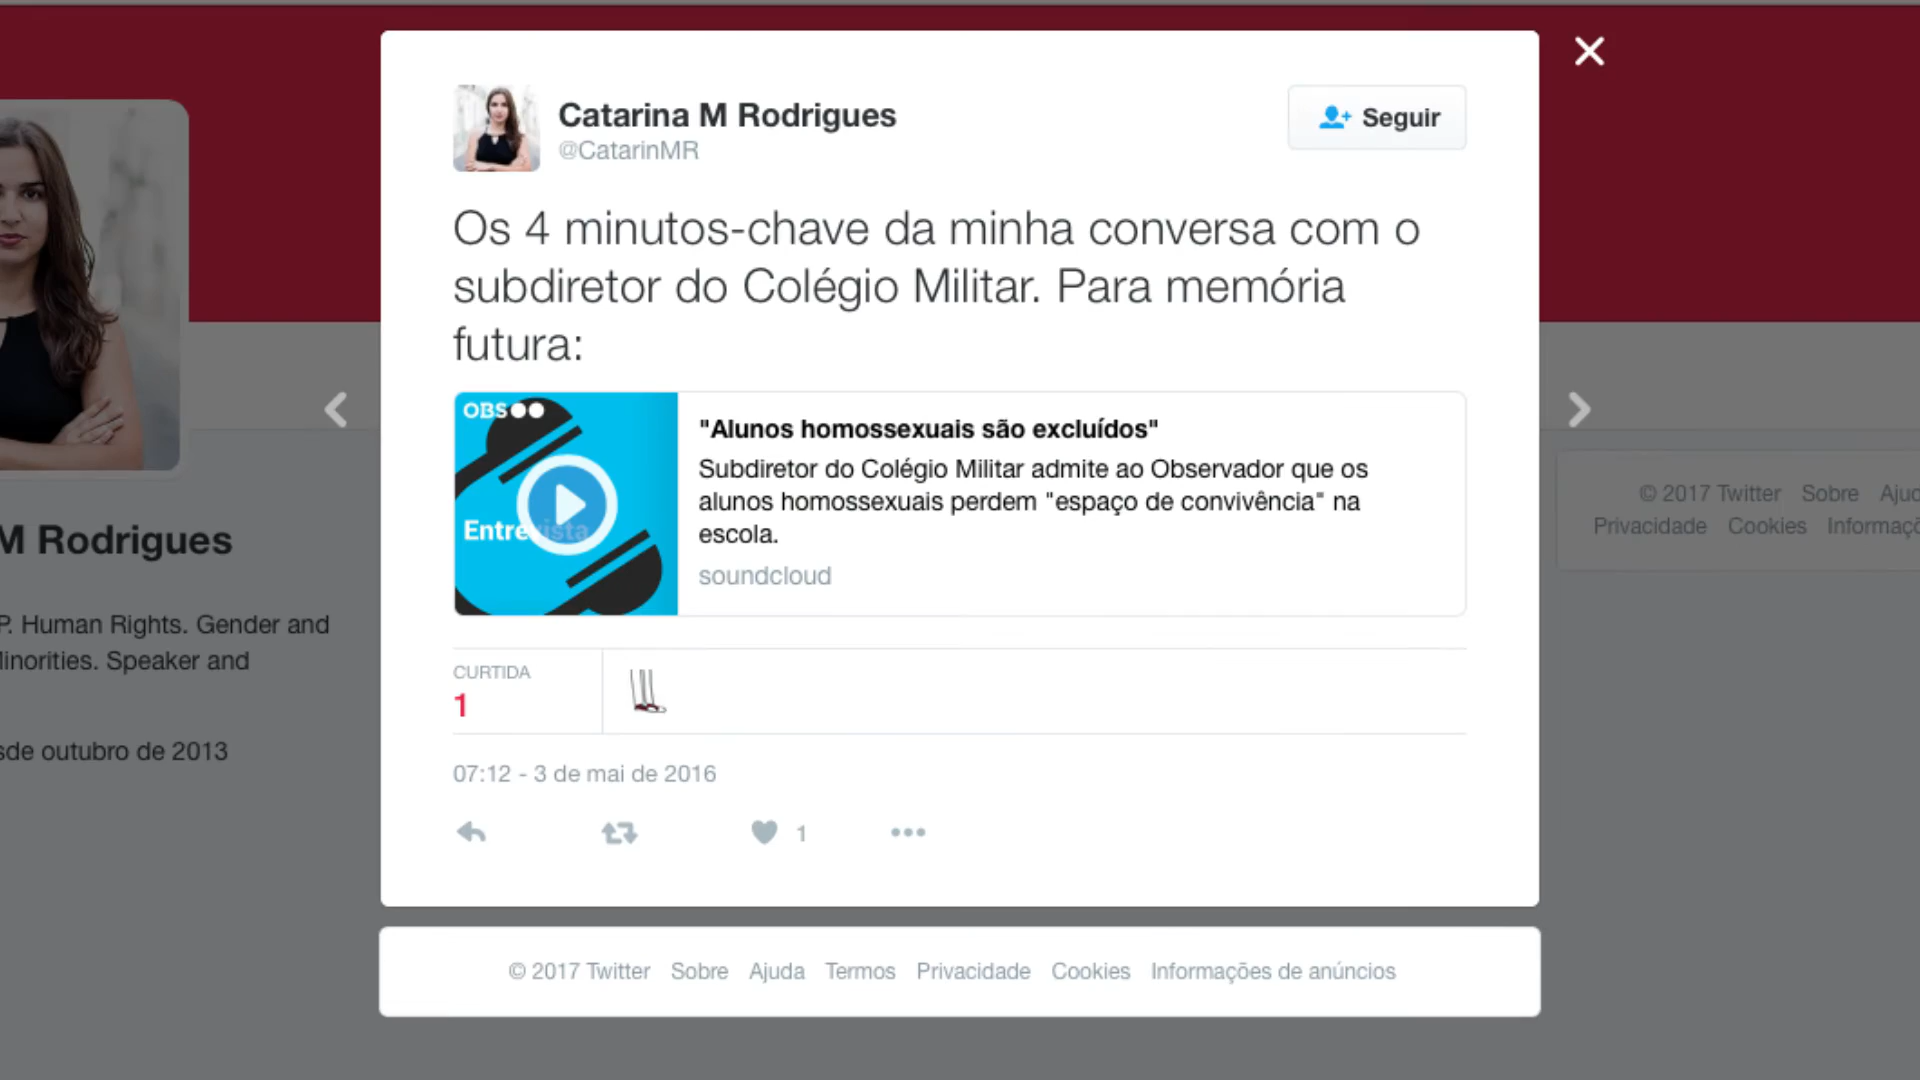 Catarina M Rodrigues
@CatarinMR
Seguir
Os 4 minutos-chave da minha conversa com o
subdiretor do Colégio Militar. Para memória
futura:
OBS
Entrevista
"Alunos homossexuais são excluídos"
Subdiretor do Colégio Militar admite ao Observador que os
alunos homossexuais perdem "espaço de convivência" na
escola.
soundcloud
CURTIDA
1
07:12 - 3 de mai de 2016
1
© 2017 Twitter Sobre Ajuda Termos Privacidade Cookies Informações de anúncios
M Rodrigues
P. Human Rights. Gender and
Minorities. Speaker and
sde outubro de 2013
© 2017 Twitter Sobre
Privacidade Cookies